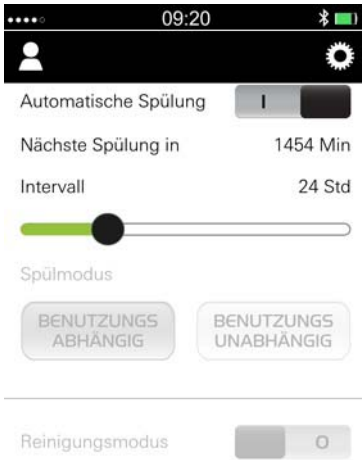 09:20
Automatische Spülung I
Nächste Spülung in 1454 Min
Intervall 24 Std
Spülmodus
BENUTZUNGS BENUTZUNGS
ABHÄNGIG UNABHÄNGIG
Reinigungsmodus O